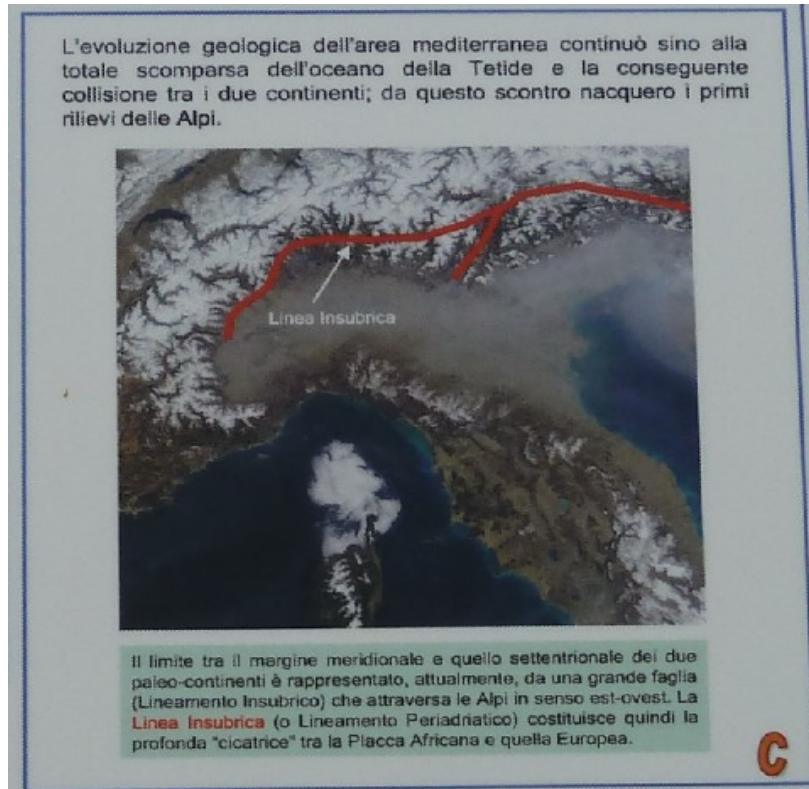 L'evoluzione geologica dell'area mediterranea continuò sino alla
totale scomparsa dell'oceano della Tetide e la conseguente
collisione tra i due continenti; da questo scontro nacquero i primi
rilievi delle Alpi.
Linea Insubrica
Il limite tra il margine meridionale e quello settentrionale dei due
paleo-continenti è rappresentato, attualmente, da una grande faglia
(Lineamento Insubrico) che attraversa le Alpi in senso est-ovest. La
Linea Insubrica (o Lineamento Periadriatico) costituisce quindi la
profonda "cicatrice" tra la Placca Africana e quella Europea.
C